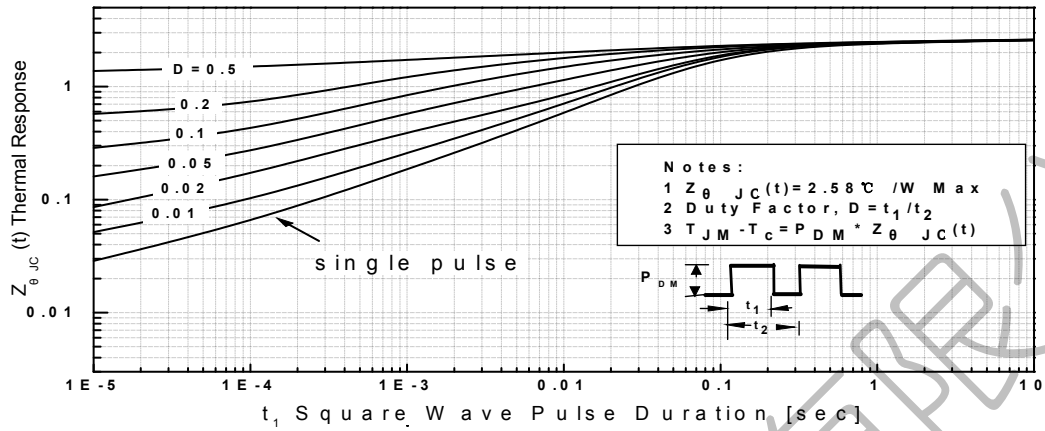 Z θ JC (t) Thermal Response
1
0.1
0.01
D = 0.5
0.2
0.1
0.05
0.02
0.01
single pulse
Notes:
1 Z θ JC(t)=2.58℃ /W Max
2 Duty Factor, D=t1/t2
3 TJM-Tc=PDM* Z θ JC(t)
PDM
t1
t2
1E-5 1E-4 1E-3 0.01 0.1 1 10
t1 Square Wave Pulse Duration [sec]
有限